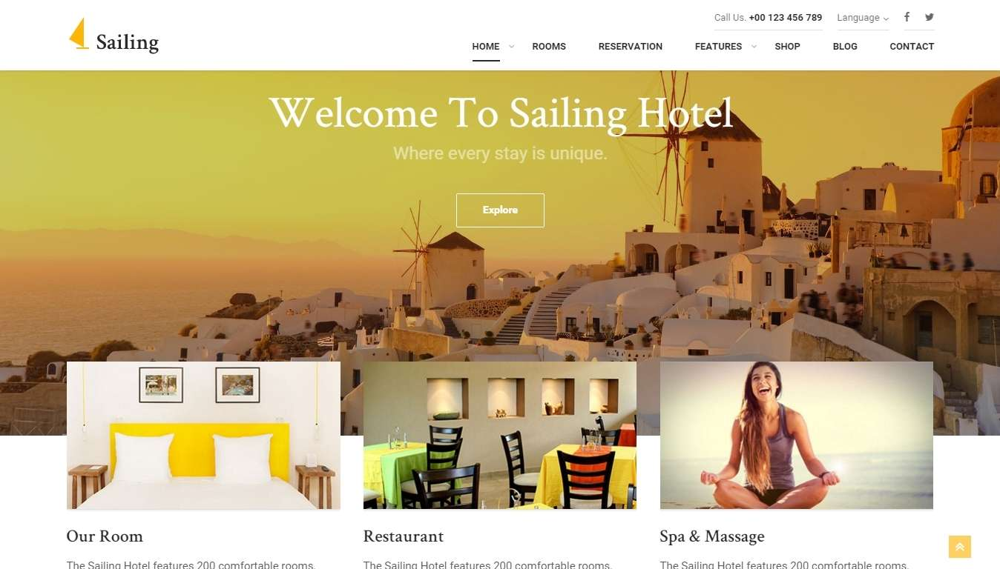 Call Us. +00 123 456 789 Language
Sailing
HOME ROOMS RESERVATION FEATURES SHOP BLOG CONTACT
Welcome To Sailing Hotel
Where every stay is unique.
Explore
Our Room Restaurant Spa & Massage
The Sailing Hotel features 200 comfortable rooms. The Sailing Hotel features 200 comfortable rooms. The Sailing Hotel features 200 comfortable rooms.